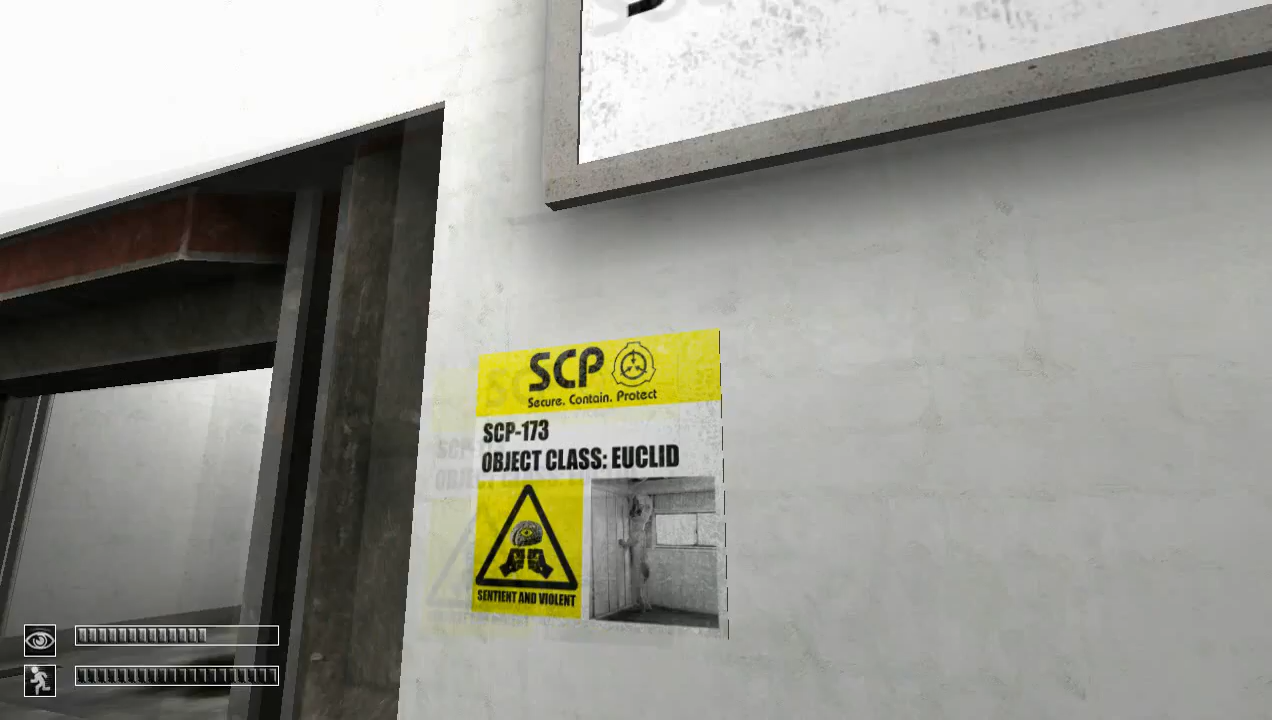 SCP
Secure. Contain. Protect
SCP-173
OBJECT CLASS: EUCLID
SENTIENT AND VIOLENT